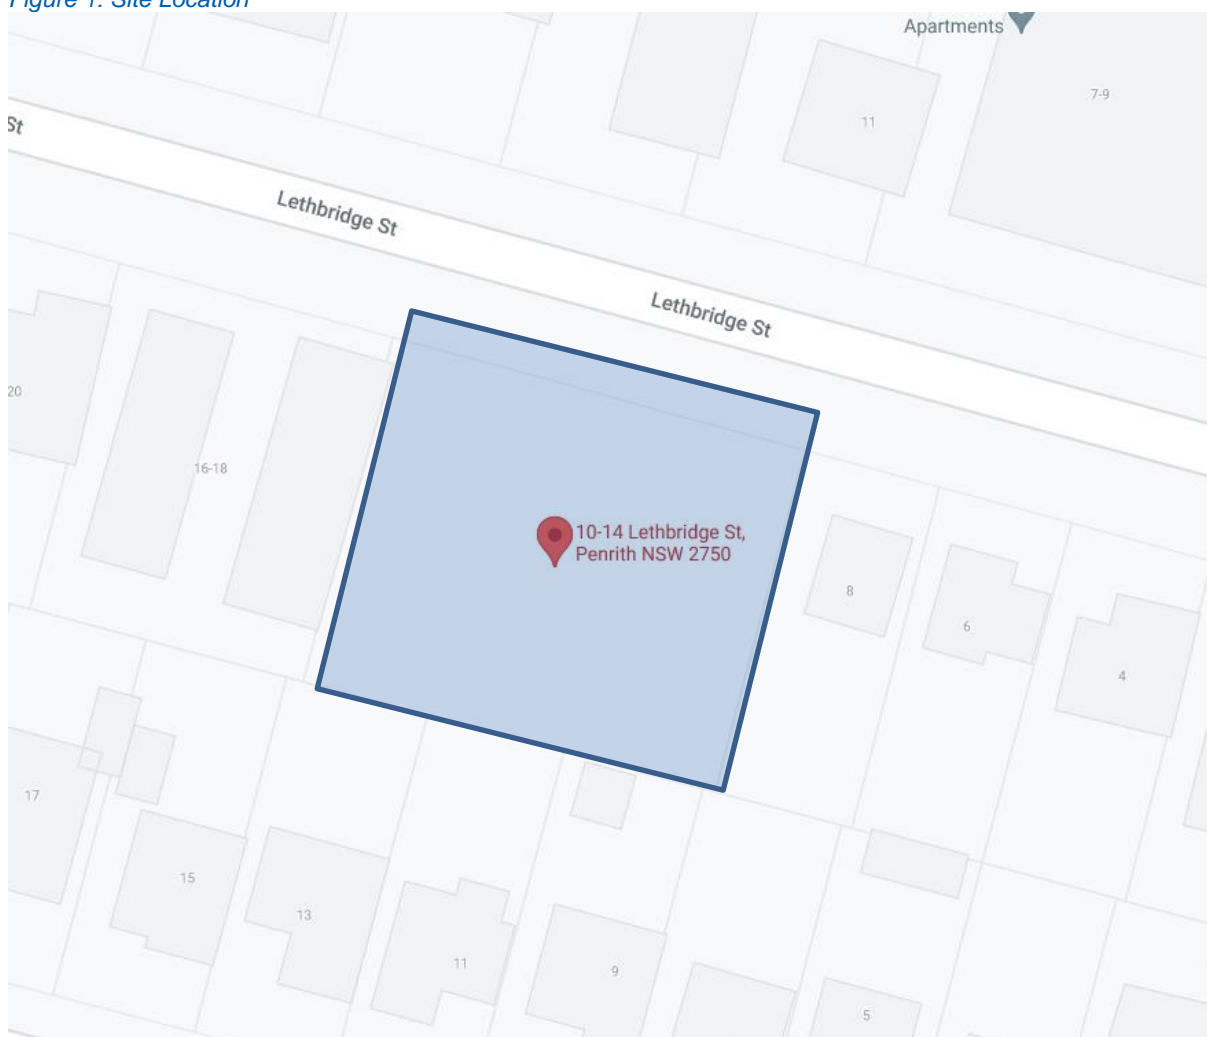 Figure 1: Site Location
Apartments
7-9
11
St
Lethbridge St
Lethbridge St
20
16-18
10-14 Lethbridge St,
Penrith NSW 2750
8
6
4
17
15
13
11
9
5